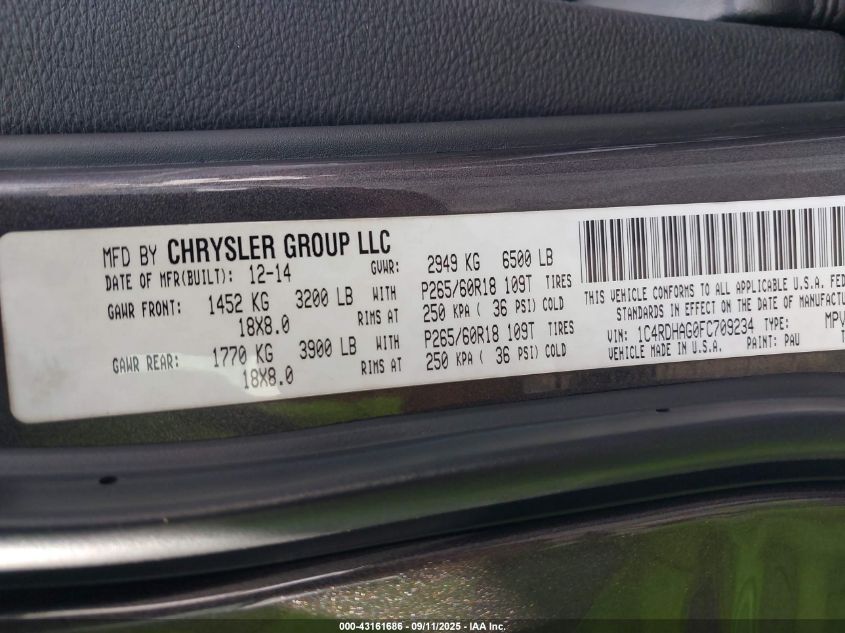 MFD BY CHRYSLER GROUP LLC
DATE OF MFR(BUILT): 12-14 GVWR: 2949 KG 6500 LB
GAWR FRONT: 1452 KG 3200 LB WITH P265/60R18 109T TIRES
18X8.0 RIMS AT 250 KPA ( 36 PSI) COLD
GAWR REAR: 1770 KG 3900 LB WITH P265/60R18 109T TIRES
18X8.0 RIMS AT 250 KPA ( 36 PSI) COLD
THIS VEHICLE CONFORMS TO ALL APPLICABLE U.S.A. FED
STANDARDS IN EFFECT ON THE DATE OF MANUFACTUR
VIN: 1C4RDHAG0FC709234 TYPE: MPV
VEHICLE MADE IN U.S.A. PAINT: PAU T
000-43161686 - 09/11/2025 - IAA Inc.